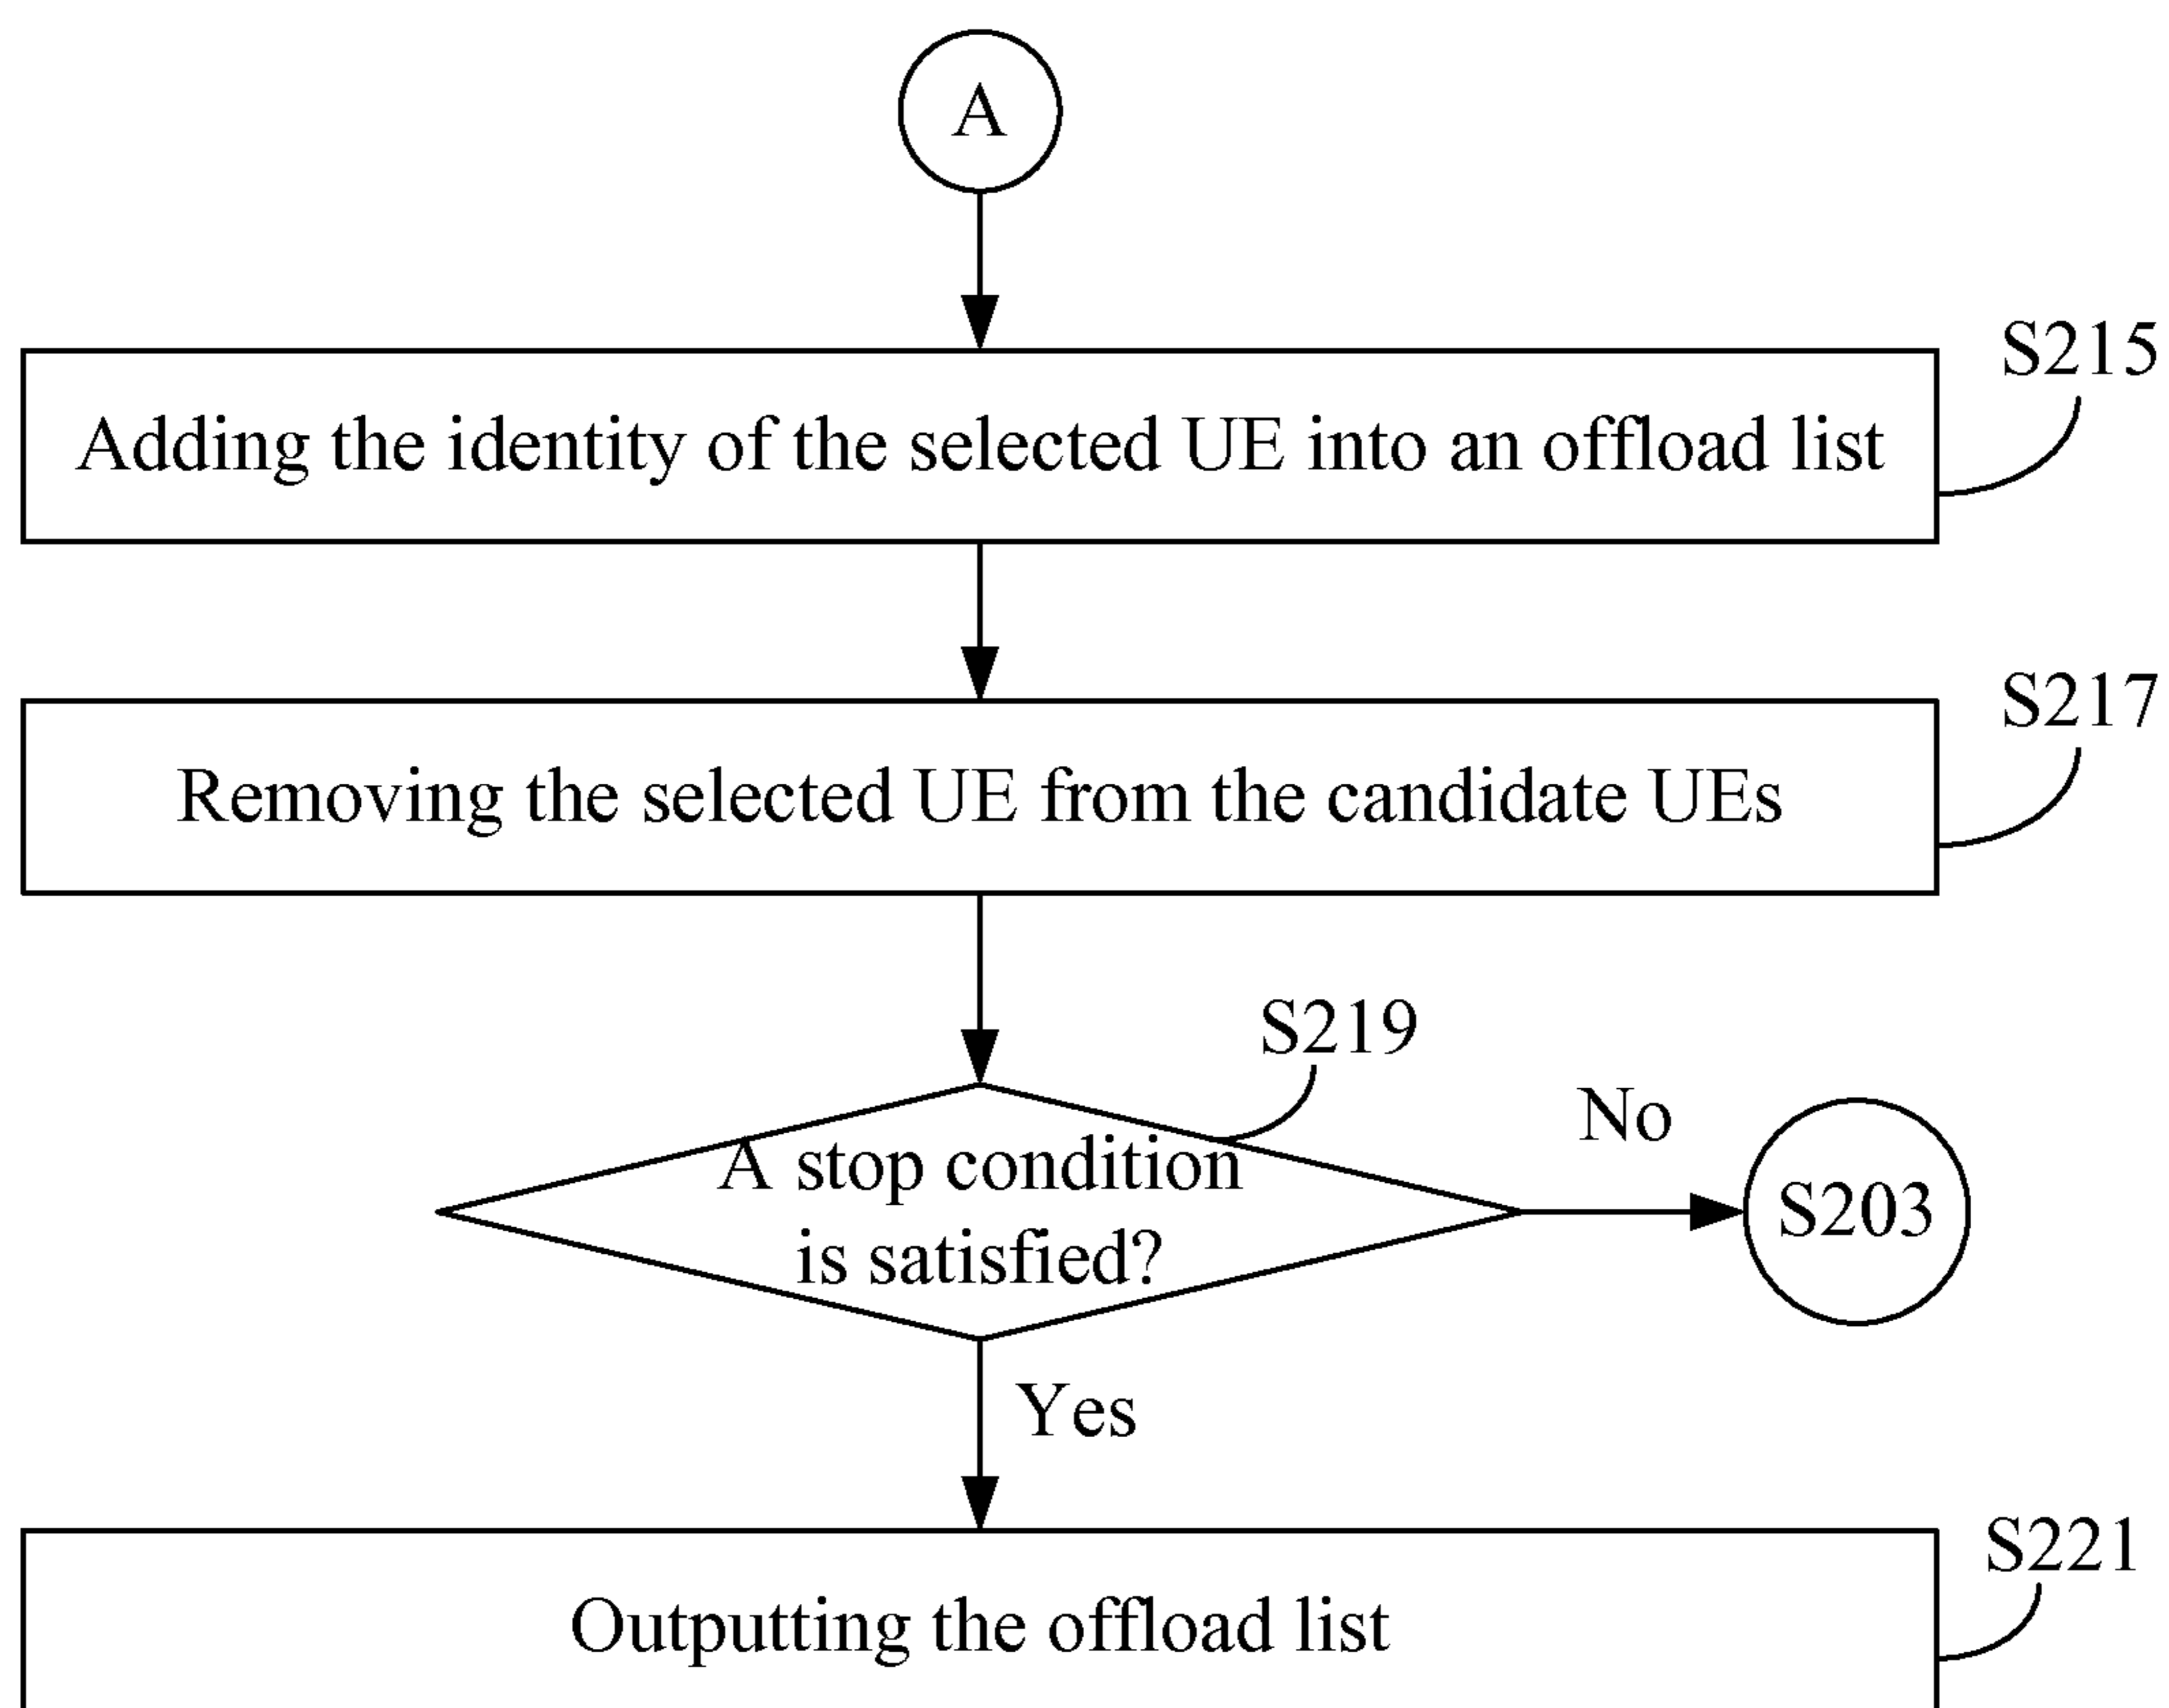 A
S215
Adding the identity of the selected UE into an offload list
S217
Removing the selected UE from the candidate UEs
S219
A stop condition
is satisfied?
No
S203
Yes
S221
Outputting the offload list